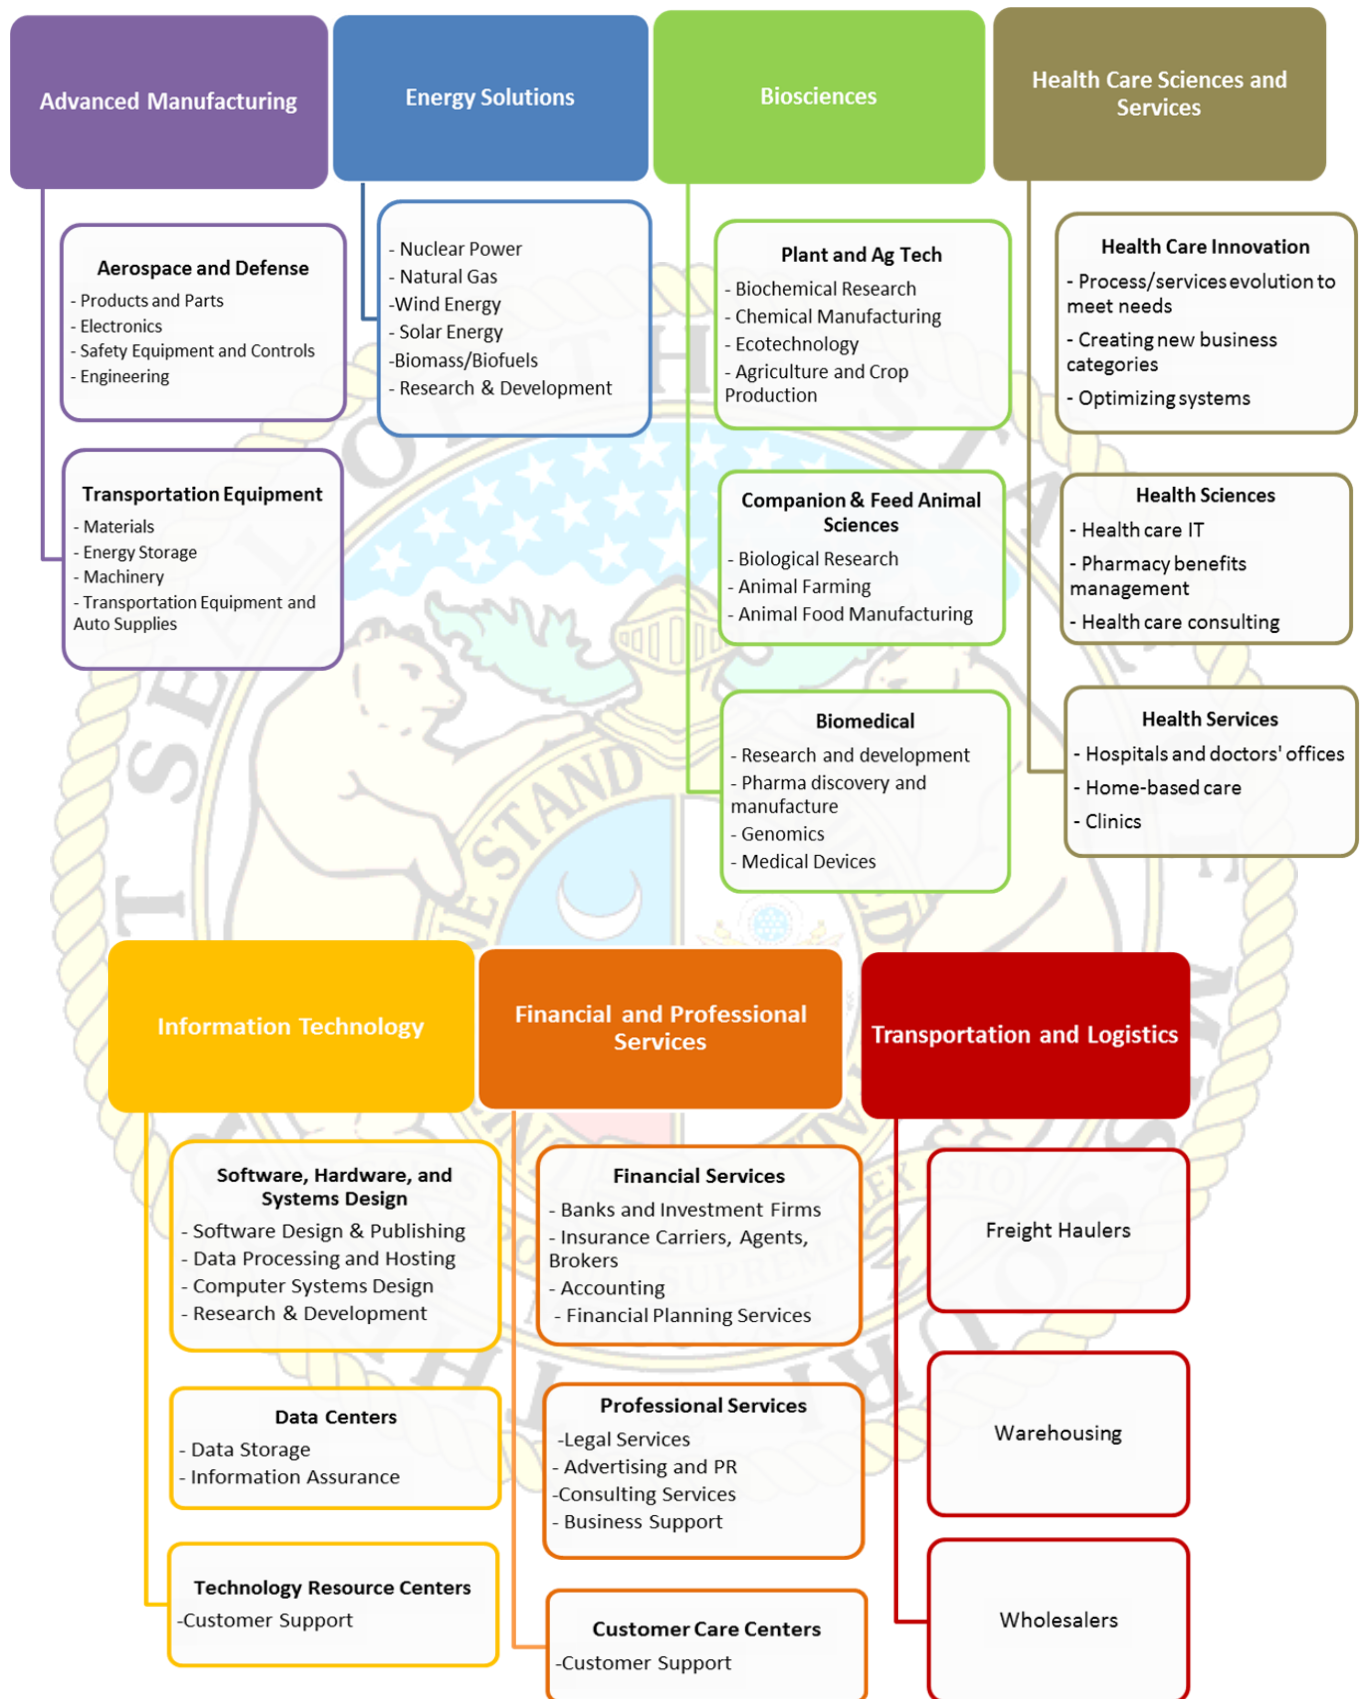 Advanced Manufacturing
Aerospace and Defense
- Products and Parts
- Electronics
- Safety Equipment and Controls
- Engineering
Transportation Equipment
- Materials
- Energy Storage
- Machinery
- Transportation Equipment and
Auto Supplies
Energy Solutions
- Nuclear Power
- Natural Gas
-Wind Energy
- Solar Energy
-Biomass/Biofuels
- Research & Development
Biosciences
Plant and Ag Tech
- Biochemical Research
- Chemical Manufacturing
- Ecotechnology
- Agriculture and Crop
Production
Companion & Feed Animal
Sciences
- Biological Research
- Animal Farming
- Animal Food Manufacturing
Biomedical
- Research and development
- Pharma discovery and
manufacture
- Genomics
- Medical Devices
Health Care Sciences and
Services
Health Care Innovation
- Process/services evolution to
meet needs
- Creating new business
categories
- Optimizing systems
Health Sciences
- Health care IT
- Pharmacy benefits
management
- Health care consulting
Health Services
- Hospitals and doctors' offices
- Home-based care
- Clinics
Information Technology
Software, Hardware, and
Systems Design
- Software Design & Publishing
- Data Processing and Hosting
- Computer Systems Design
- Research & Development
Data Centers
- Data Storage
- Information Assurance
Technology Resource Centers
-Customer Support
Financial and Professional
Services
Financial Services
- Banks and Investment Firms
- Insurance Carriers, Agents,
Brokers
- Accounting
- Financial Planning Services
Professional Services
-Legal Services
- Advertising and PR
-Consulting Services
- Business Support
Customer Care Centers
-Customer Support
Transportation and Logistics
Freight Haulers
Warehousing
Wholesalers